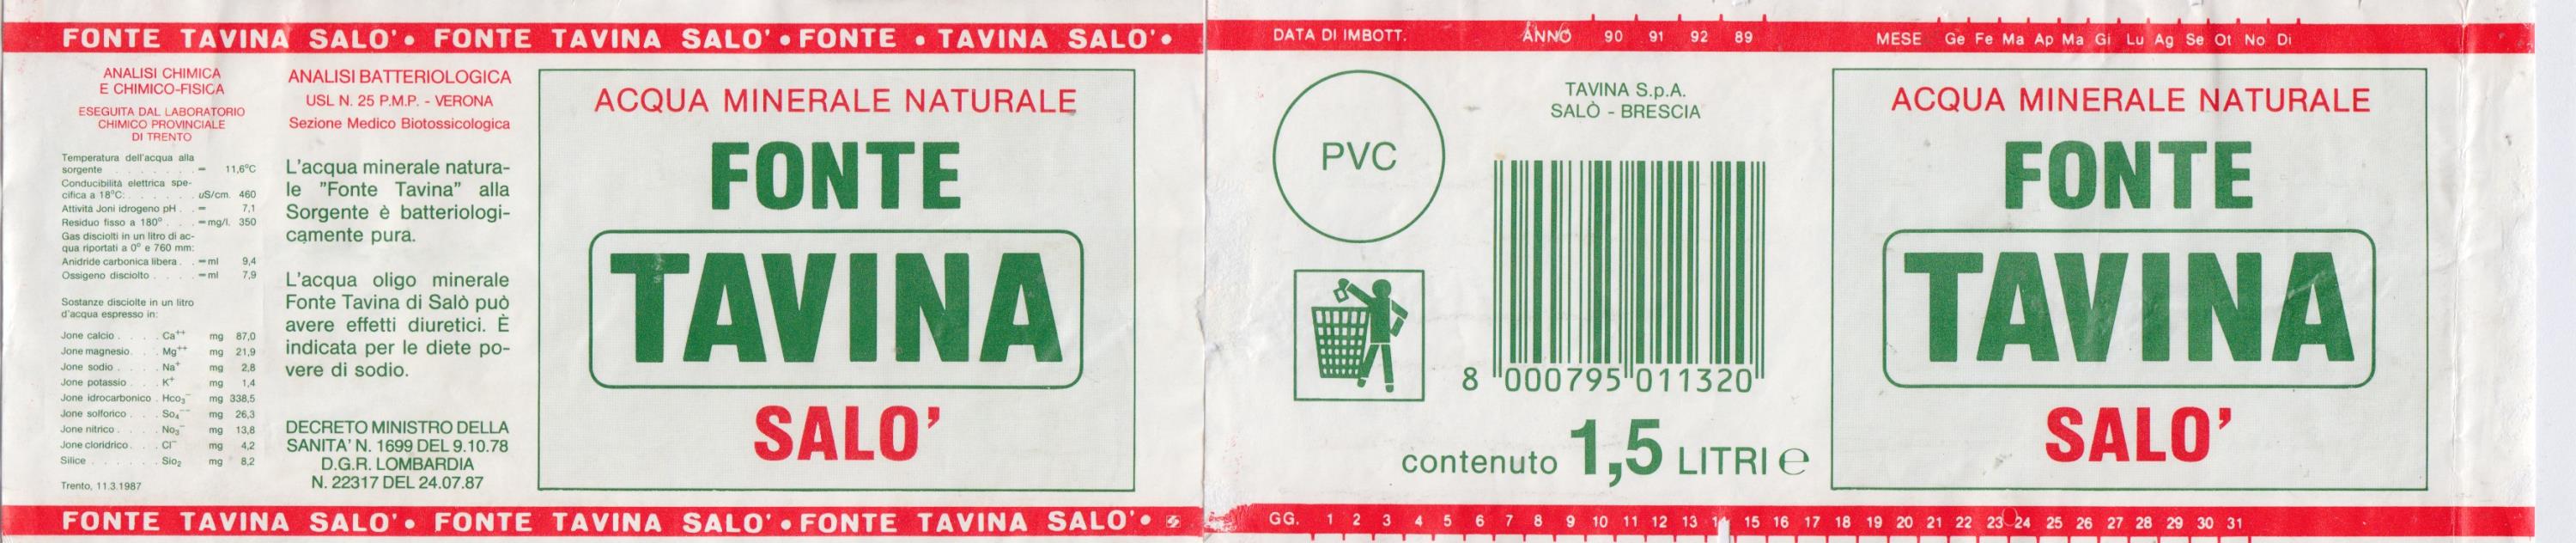 FONTE TAVINA SALO' • FONTE TAVINA SALO' • FONTE • TAVINA SALO' •
ANALISI CHIMICA
E CHIMICO-FISICA
ESEGUITA DAL LABORATORIO
CHIMICO PROVINCIALE
DI TRENTO
Temperatura dell'acqua alla
sorgente . . . . . . . . = 11,6°C
Conducibilità elettrica spe-
cifica a 18°C: . . . . . . uS/cm. 460
Attività Joni idrogeno pH . . = 7,1
Residuo fisso a 180° . . . = mg/l. 350
Gas disciolti in un litro di ac-
qua riportati a 0° e 760 mm:
Anidride carbonica libera . . = ml 9,4
Ossigeno disciolto . . . . = ml 7,9
Sostanze disciolte in un litro
d'acqua espresso in:
Jone calcio . . . . Ca++ mg 87,0
Jone magnesio . . . Mg++ mg 21,9
Jone sodio . . . . Na+ mg 2,8
Jone potassio . . . K+ mg 1,4
Jone idrocarbonico . Hco3- mg 338,5
Jone solforico . . . So4-- mg 26,3
Jone nitrico . . . . No3- mg 13,8
Jone cloridrico . . . Cl- mg 4,2
Silice . . . . . . Sio2 mg 8,2
Trento, 11.3.1987
ANALISI BATTERIOLOGICA
USL N. 25 P.M.P. - VERONA
Sezione Medico Biotossicologica
L'acqua minerale natura-
le "Fonte Tavina" alla
Sorgente è batteriologi-
camente pura.
L'acqua oligo minerale
Fonte Tavina di Salò può
avere effetti diuretici. È
indicata per le diete po-
vere di sodio.
DECRETO MINISTRO DELLA
SANITA' N. 1699 DEL 9.10.78
D.G.R. LOMBARDIA
N. 22317 DEL 24.07.87
ACQUA MINERALE NATURALE
FONTE
TAVINA
SALO'
FONTE TAVINA SALO' • FONTE TAVINA SALO' • FONTE TAVINA SALO' •
DATA DI IMBOTT. ANNO 90 91 92 89 MESE Ge Fe Ma Ap Ma Gi Lu Ag Se Ot No Di
PVC
TAVINA S.p.A.
SALÒ - BRESCIA
8 000795 011320
contenuto 1,5 LITRI e
ACQUA MINERALE NATURALE
FONTE
TAVINA
SALO'
GG. 1 2 3 4 5 6 7 8 9 10 11 12 13 14 15 16 17 18 19 20 21 22 23 24 25 26 27 28 29 30 31